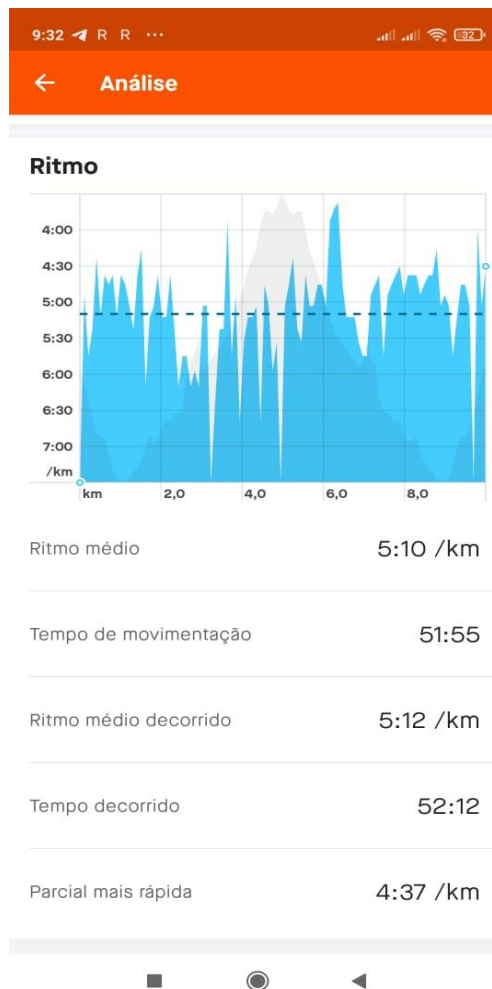 9:32 R R ...
32
Análise
Ritmo
4:00
4:30
5:00
5:30
6:00
6:30
7:00
/km
km 2,0 4,0 6,0 8,0
Ritmo médio 5:10 /km
Tempo de movimentação 51:55
Ritmo médio decorrido 5:12 /km
Tempo decorrido 52:12
Parcial mais rápida 4:37 /km